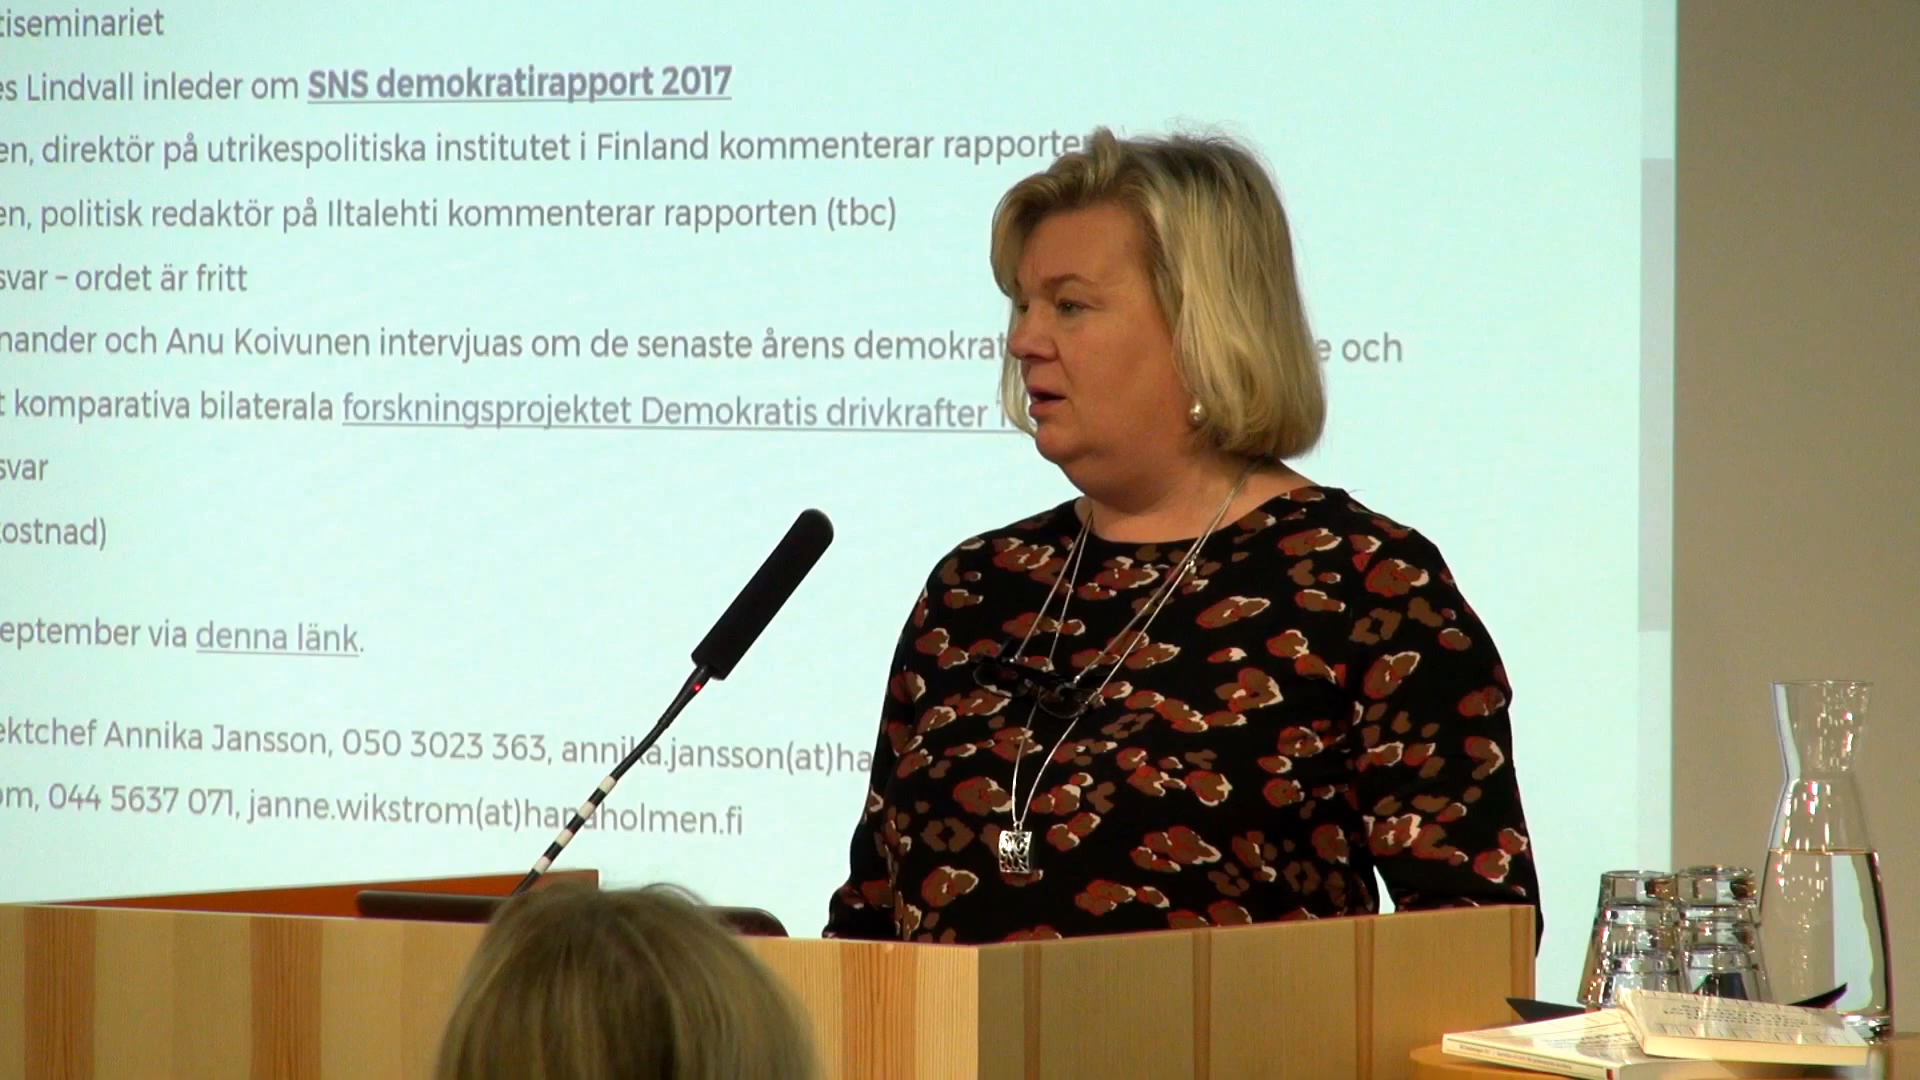 tiseminariet
es Lindvall inleder om SNS demokratirapport 2017
en, direktör på utrikespolitiska institutet i Finland kommenterar rapporte
en, politisk redaktör på Iltalehti kommenterar rapporten (tbc)
svar – ordet är fritt
nander och Anu Koivunen intervjuas om de senaste årens demokrat e och
t komparativa bilaterala forskningsprojektet Demokratis drivkrafter
svar
ostnad)
eptember via denna länk.
ektchef Annika Jansson, 050 3023 363, annika.jansson(at)ha
om, 044 5637 071, janne.wikstrom(at)hanaholmen.fi